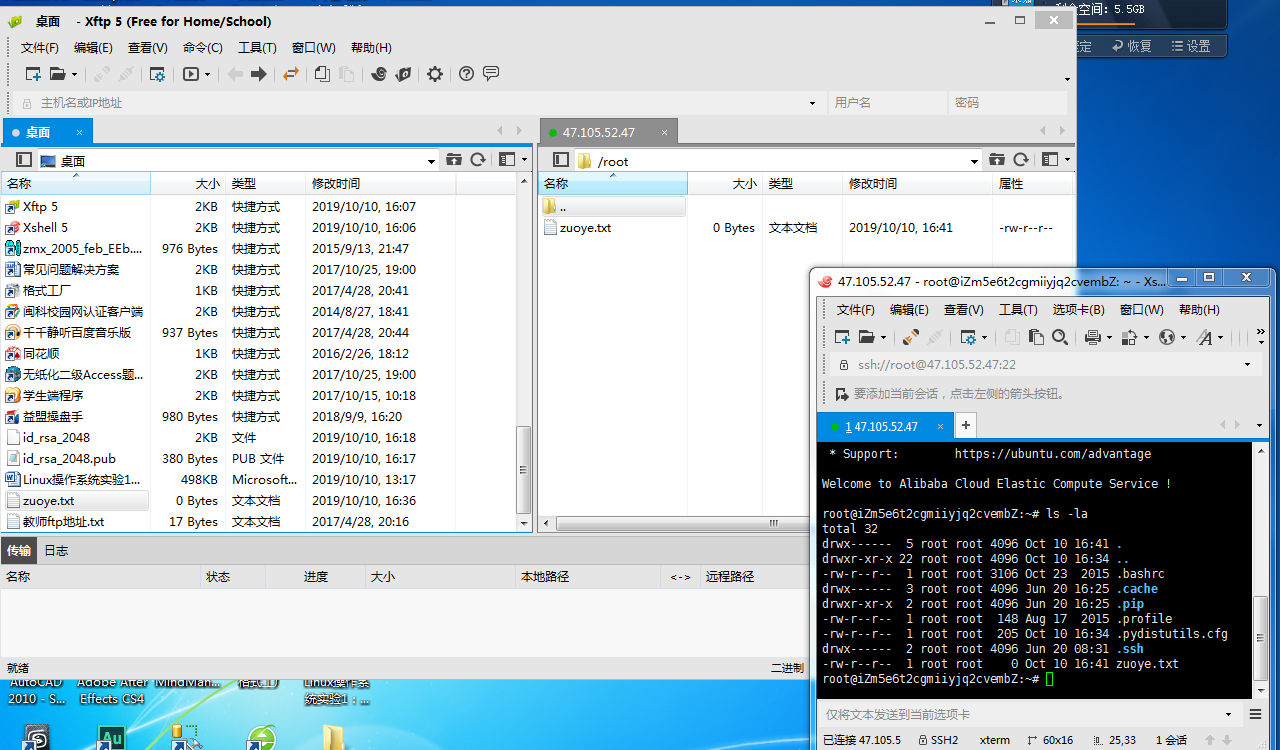 桌面 - Xftp 5 (Free for Home/School)
文件(F) 编辑(E) 查看(V) 命令(C) 工具(T) 窗口(W) 帮助(H)
主机名或IP地址 用户名 密码
桌面
桌面
名称 大小 类型 修改时间
Xftp 5 2KB 快捷方式 2019/10/10, 16:07
Xshell 5 2KB 快捷方式 2019/10/10, 16:06
zmx_2005_feb_EEb.... 976 Bytes 快捷方式 2015/9/13, 21:47
常见问题解决方案 2KB 快捷方式 2017/10/25, 19:00
格式工厂 2KB 快捷方式 2017/4/28, 20:41
闽科校园网认证客户端 2KB 快捷方式 2014/8/27, 18:41
千千静听百度音乐版 937 Bytes 快捷方式 2017/4/28, 20:44
同花顺 1KB 快捷方式 2016/2/26, 18:12
无纸化二级Access题... 2KB 快捷方式 2017/10/25, 19:00
学生端程序 2KB 快捷方式 2017/10/15, 10:18
益盟操盘手 980 Bytes 快捷方式 2018/9/9, 16:20
id_rsa_2048 2KB 文件 2019/10/10, 16:18
id_rsa_2048.pub 380 Bytes PUB 文件 2019/10/10, 16:17
Linux操作系统实验1... 498KB Microsoft... 2019/10/10, 13:17
zuoye.txt 0 Bytes 文本文档 2019/10/10, 16:36
教师ftp地址.txt 17 Bytes 文本文档 2017/4/28, 20:16
47.105.52.47
/root
名称 大小 类型 修改时间 属性
..
zuoye.txt 0 Bytes 文本文档 2019/10/10, 16:41 -rw-r--r--
传输 日志
名称 状态 进度 大小 本地路径 <-> 远程路径
就绪 二进制
剩余空间: 5.5GB
恢复 设置
47.105.52.47 - root@iZm5e6t2cgmiiyjq2cvembZ: ~ - Xs...
文件(F) 编辑(E) 查看(V) 工具(T) 选项卡(B) 窗口(W) 帮助(H)
ssh://root@47.105.52.47:22
要添加当前会话，点击左侧的箭头按钮。
1 47.105.52.47 +
* Support: https://ubuntu.com/advantage
Welcome to Alibaba Cloud Elastic Compute Service !
root@iZm5e6t2cgmiiyjq2cvembZ:~# ls -la
total 32
drwx------ 5 root root 4096 Oct 10 16:41 .
drwxr-xr-x 22 root root 4096 Oct 10 16:34 ..
-rw-r--r-- 1 root root 3106 Oct 23 2015 .bashrc
drwx------ 3 root root 4096 Jun 20 16:25 .cache
drwxr-xr-x 2 root root 4096 Jun 20 16:25 .pip
-rw-r--r-- 1 root root 148 Aug 17 2015 .profile
-rw-r--r-- 1 root root 205 Oct 10 16:34 .pydistutils.cfg
drwx------ 2 root root 4096 Jun 20 08:31 .ssh
-rw-r--r-- 1 root root 0 Oct 10 16:41 zuoye.txt
root@iZm5e6t2cgmiiyjq2cvembZ:~#
仅将文本发送到当前选项卡
已连接 47.105.5 SSH2 xterm 60x16 25,33 1 会话
AutoCAD Adobe After MindMan... 格式工厂 Linux操作系
2010 - S... Effects CS4 统实验1：...
Au